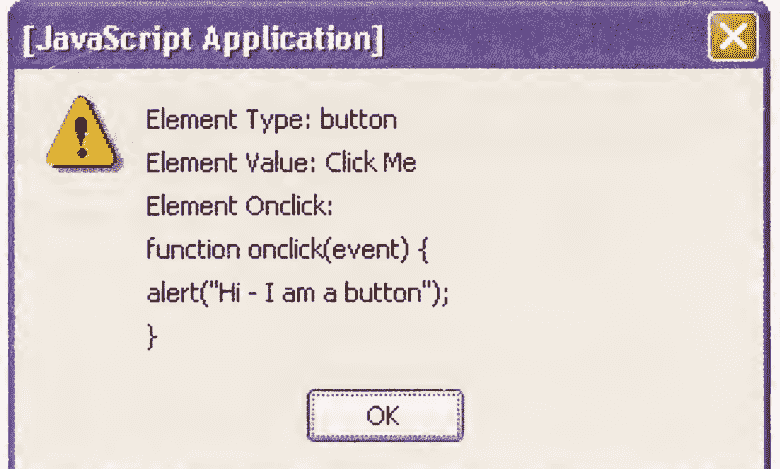 [JavaScript Application]
Element Type: button
Element Value: Click Me
Element Onclick:
function onclick(event) {
alert("Hi - I am a button");
}
OK